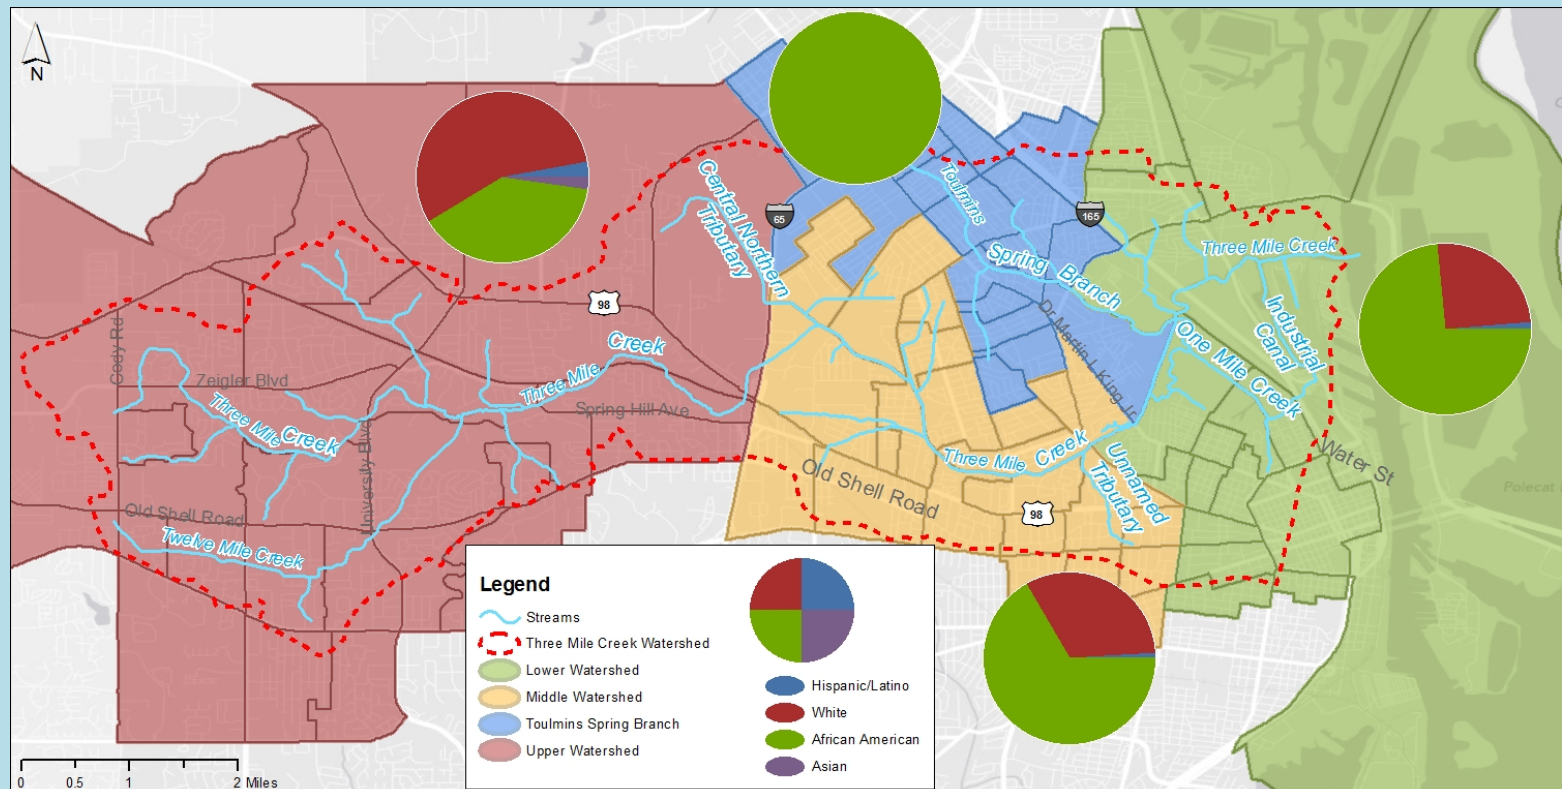 N
Central Northern
Tributary
65
Toulmins
Spring Branch
165
Three Mile Creek
Industrial
Canal
One Mile Creek
98
Cody Rd
Zeigler Blvd
Three Mile Creek
Three Mile Creek
Spring Hill Ave
University Blvd
Dr Martin L King Jr
Old Shell Road
Twelve Mile Creek
Old Shell Road
Three Mile Creek
Unnamed
Tributary
98
Water St
Polecat
Legend
Streams
Three Mile Creek Watershed
Lower Watershed
Middle Watershed
Toulmins Spring Branch
Upper Watershed
Hispanic/Latino
White
African American
Asian
0 0.5 1 2 Miles